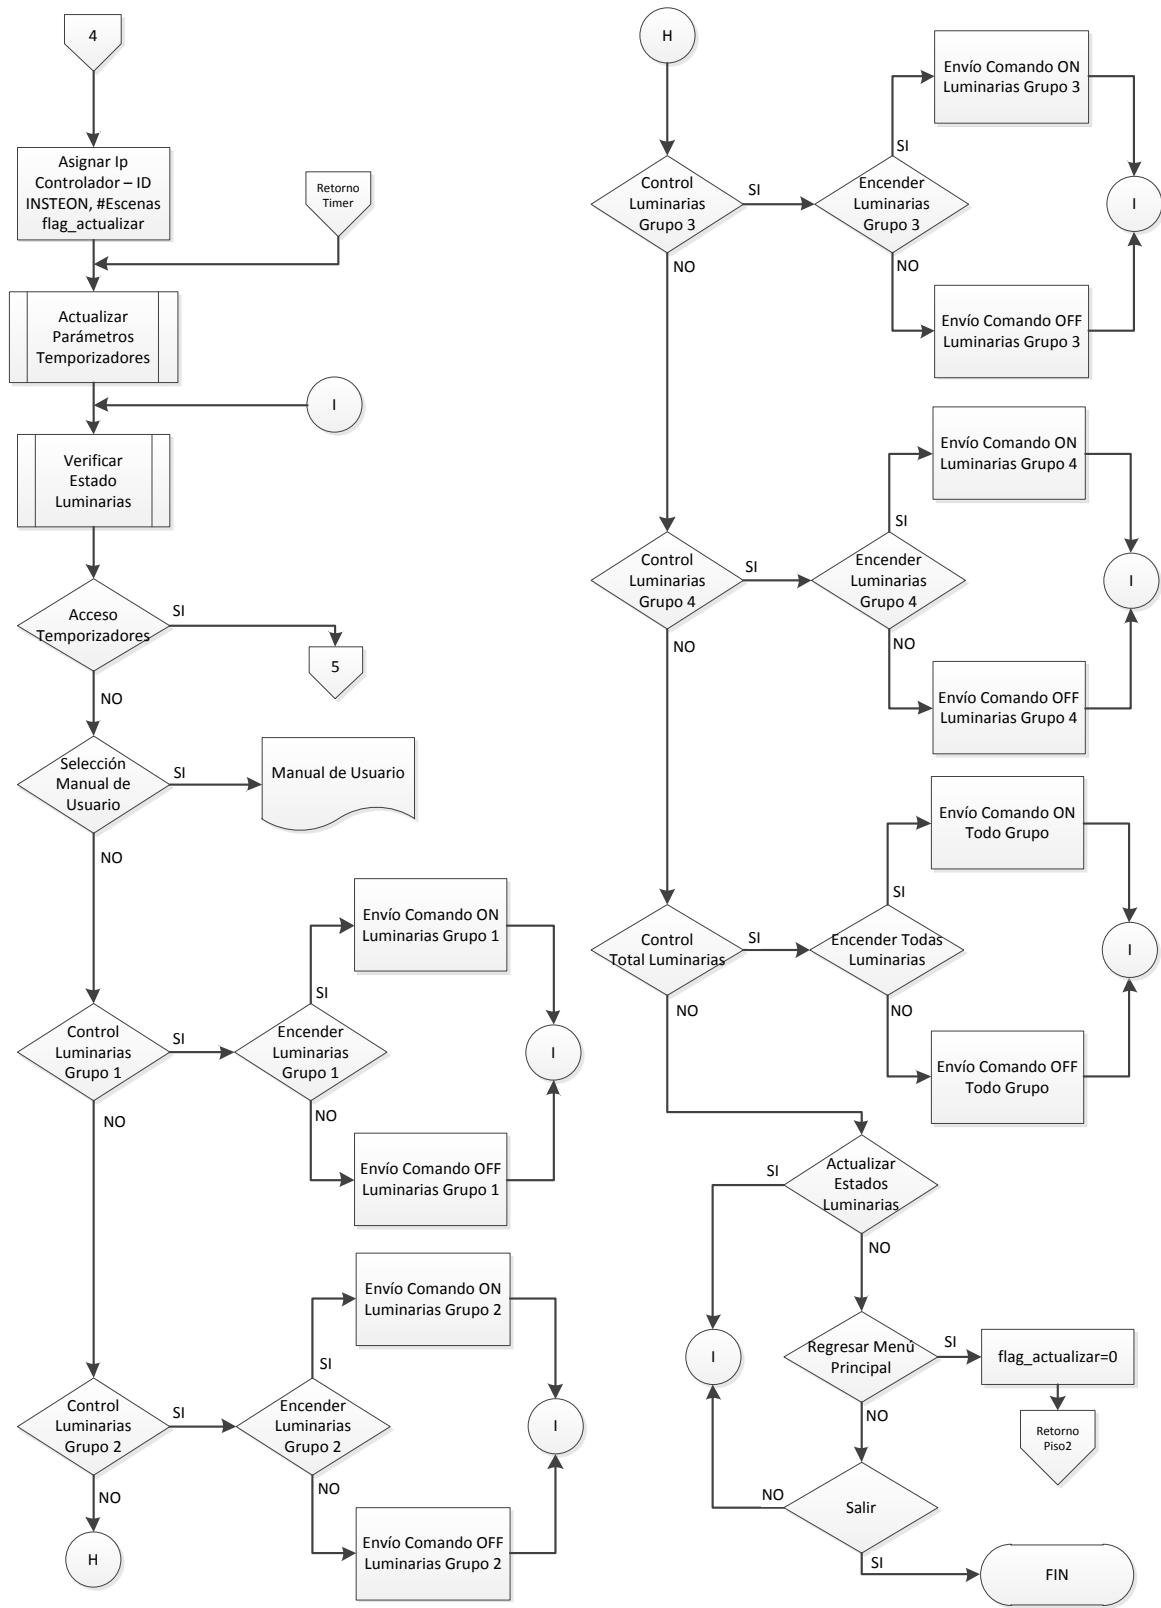 4
Asignar Ip
Controlador – ID
INSTEON, #Escenas
flag_actualizar
Retorno
Timer
Actualizar
Parámetros
Temporizadores
I
Verificar
Estado
Luminarias
Acceso
Temporizadores
SI
5
NO
Selección
Manual de
Usuario
SI
Manual de Usuario
NO
Control
Luminarias
Grupo 1
SI
Encender
Luminarias
Grupo 1
SI
Envío Comando ON
Luminarias Grupo 1
I
NO
Envío Comando OFF
Luminarias Grupo 1
NO
Control
Luminarias
Grupo 2
SI
Encender
Luminarias
Grupo 2
SI
Envío Comando ON
Luminarias Grupo 2
I
NO
Envío Comando OFF
Luminarias Grupo 2
NO
H
H
Control
Luminarias
Grupo 3
SI
Encender
Luminarias
Grupo 3
SI
Envío Comando ON
Luminarias Grupo 3
I
NO
Envío Comando OFF
Luminarias Grupo 3
NO
Control
Luminarias
Grupo 4
SI
Encender
Luminarias
Grupo 4
SI
Envío Comando ON
Luminarias Grupo 4
I
NO
Envío Comando OFF
Luminarias Grupo 4
NO
Control
Total Luminarias
SI
Encender Todas
Luminarias
SI
Envío Comando ON
Todo Grupo
I
NO
Envío Comando OFF
Todo Grupo
NO
Actualizar
Estados
Luminarias
SI
I
NO
Regresar Menú
Principal
SI
flag_actualizar=0
Retorno
Piso2
NO
Salir
NO
SI
FIN